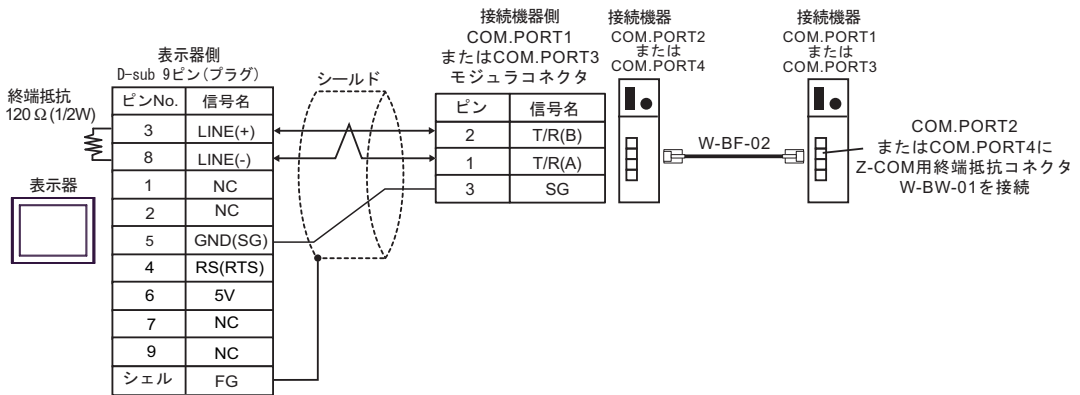 表示器側
D-sub 9ピン(プラグ)
終端抵抗
120Ω(1/2W)
ピンNo. 信号名
3 LINE(+)
8 LINE(-)
1 NC
2 NC
5 GND(SG)
4 RS(RTS)
6 5V
7 NC
9 NC
シェル FG
表示器
シールド
接続機器側
COM.PORT1
またはCOM.PORT3
モジュラコネクタ
ピン 信号名
2 T/R(B)
1 T/R(A)
3 SG
接続機器
COM.PORT2
または
COM.PORT4
W-BF-02
接続機器
COM.PORT1
または
COM.PORT3
COM.PORT2
またはCOM.PORT4に
Z-COM用終端抵抗コネクタ
W-BW-01を接続